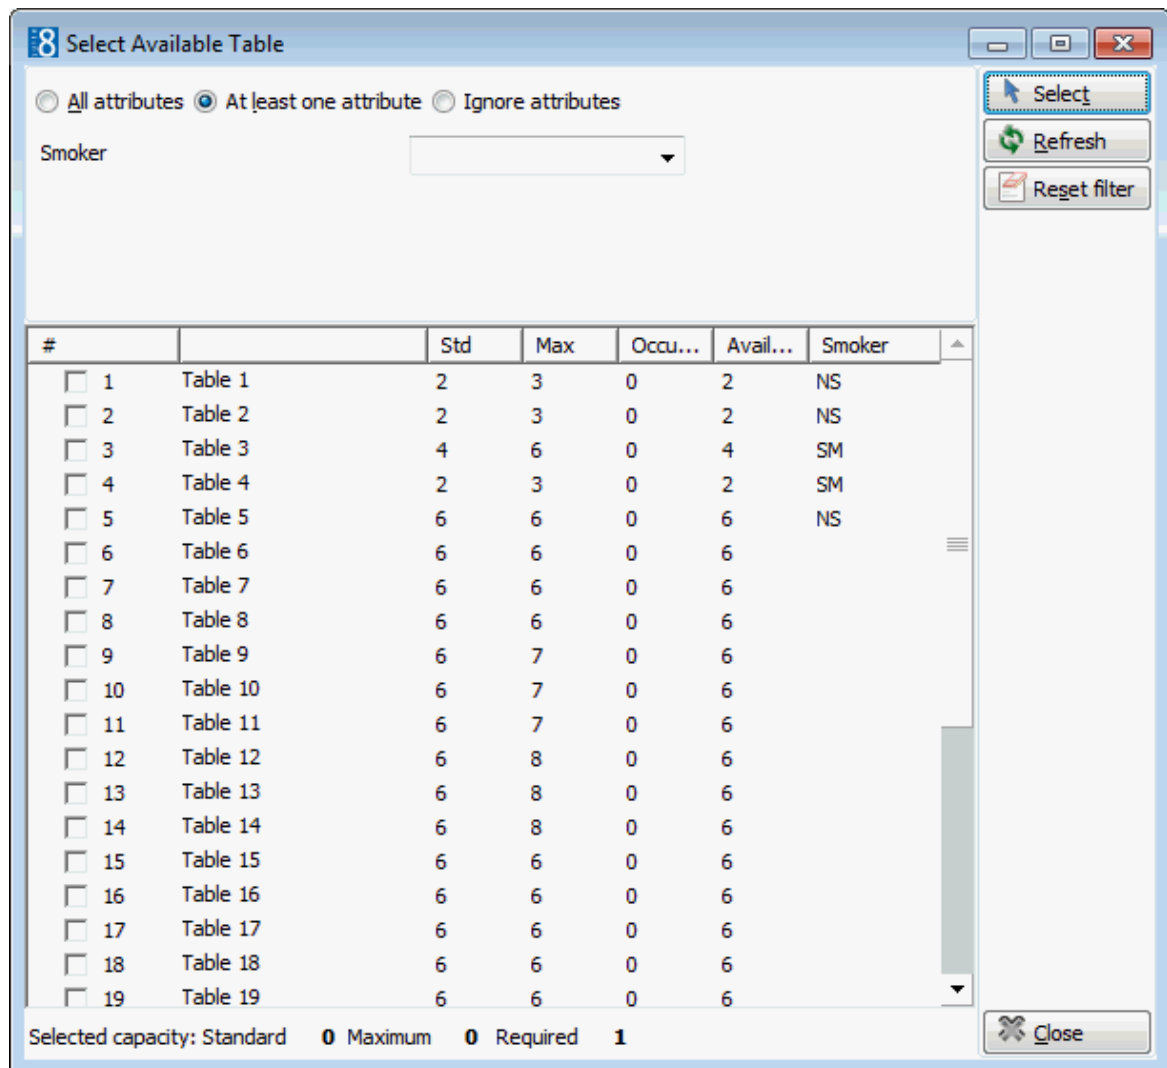 8 Select Available Table
All attributes At least one attribute Ignore attributes
Smoker
Select
Refresh
Reset filter
# Std Max Occu... Avail... Smoker
1 Table 1 2 3 0 2 NS
2 Table 2 2 3 0 2 NS
3 Table 3 4 6 0 4 SM
4 Table 4 2 3 0 2 SM
5 Table 5 6 6 0 6 NS
6 Table 6 6 6 0 6
7 Table 7 6 6 0 6
8 Table 8 6 6 0 6
9 Table 9 6 7 0 6
10 Table 10 6 7 0 6
11 Table 11 6 7 0 6
12 Table 12 6 8 0 6
13 Table 13 6 8 0 6
14 Table 14 6 8 0 6
15 Table 15 6 6 0 6
16 Table 16 6 6 0 6
17 Table 17 6 6 0 6
18 Table 18 6 6 0 6
19 Table 19 6 6 0 6
Selected capacity: Standard 0 Maximum 0 Required 1
Close